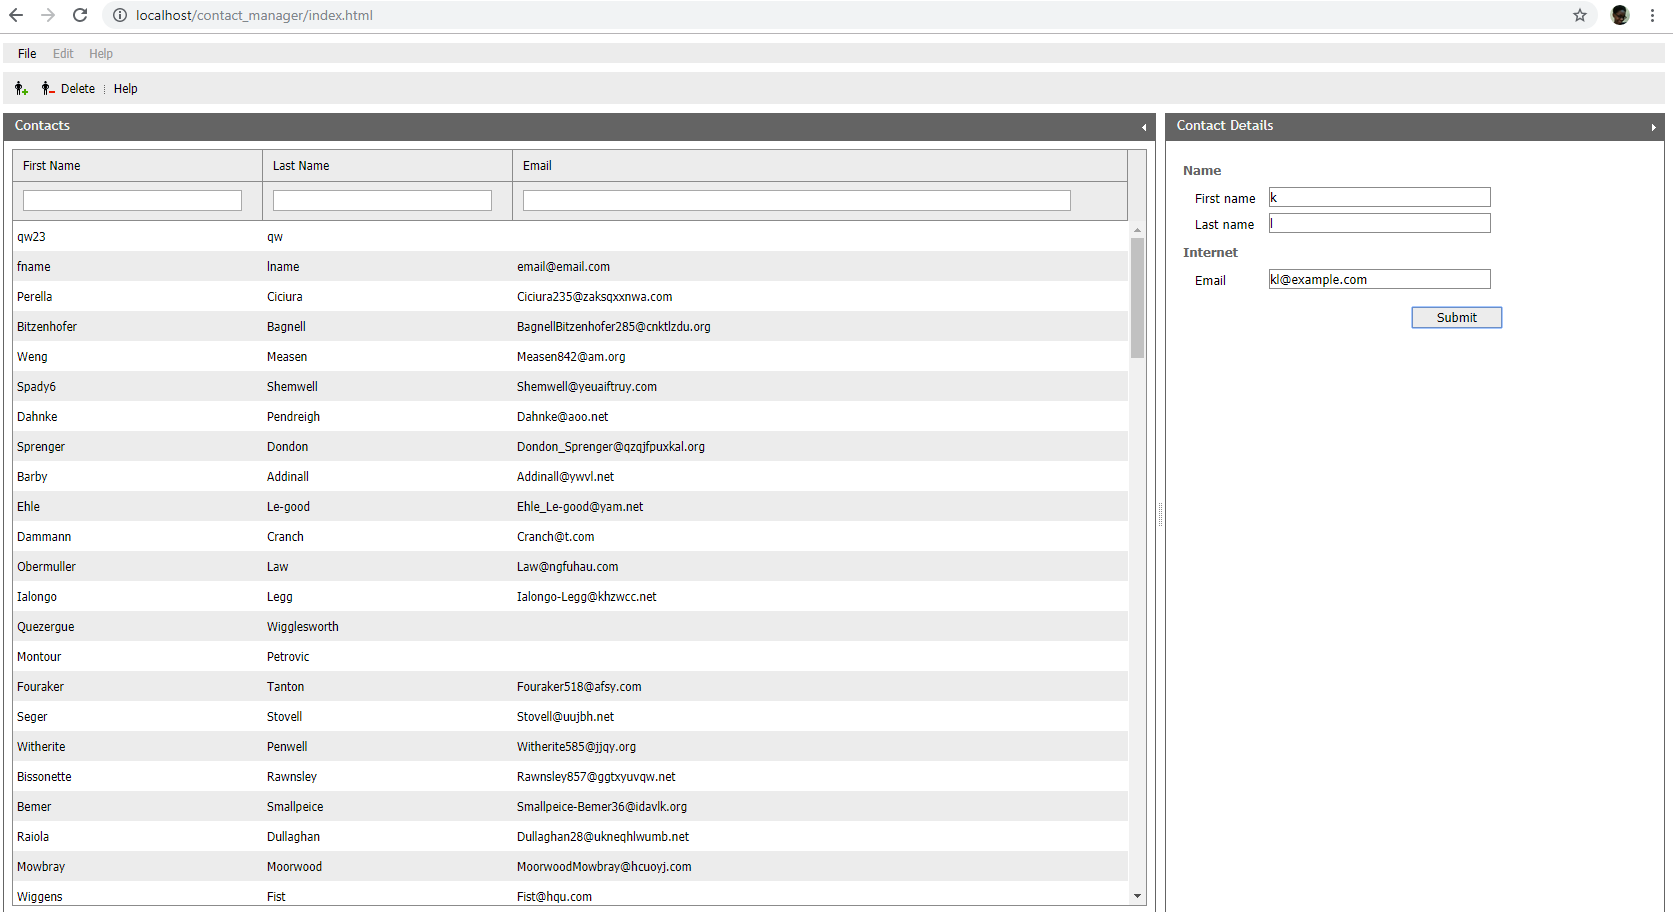 localhost/contact_manager/index.html
File Edit Help
Delete Help
Contacts
First Name Last Name Email
qw23 qw
fname lname email@email.com
Perella Ciciura Ciciura235@zaksqxxnwa.com
Bitzenhofer Bagnell BagnellBitzenhofer285@cnktlzdu.org
Weng Measen Measen842@am.org
Spady6 Shemwell Shemwell@yeuaiftruy.com
Dahnke Pendreigh Dahnke@aoo.net
Sprenger Dondon Dondon_Sprenger@qzqjfpuxkal.org
Barby Addinall Addinall@ywvl.net
Ehle Le-good Ehle_Le-good@yam.net
Dammann Cranch Cranch@t.com
Obermuller Law Law@ngfuhau.com
Ialongo Legg Ialongo-Legg@khzwcc.net
Quezergue Wigglesworth
Montour Petrovic
Fouraker Tanton Fouraker518@afsy.com
Seger Stovell Stovell@uujbh.net
Witherite Penwell Witherite585@jjqy.org
Bissonette Rawnsley Rawnsley857@ggtxyuvqw.net
Bemer Smallpeice Smallpeice-Bemer36@idavlk.org
Raiola Dullaghan Dullaghan28@ukneqhlwumb.net
Mowbray Moorwood MoorwoodMowbray@hcuoyj.com
Wiggens Fist Fist@hqu.com
Contact Details
Name
First name k
Last name l
Internet
Email kl@example.com
Submit